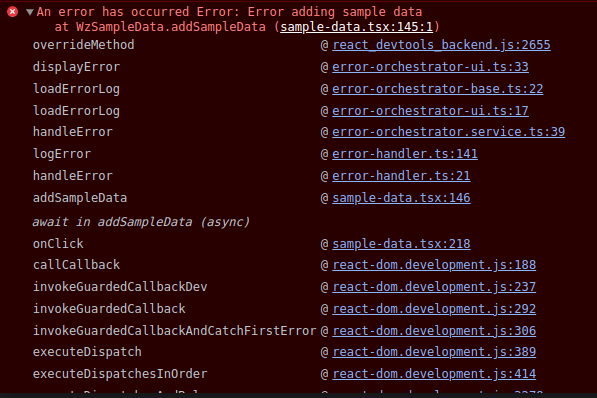 An error has occurred Error: Error adding sample data
at WzSampleData.addSampleData (sample-data.tsx:145:1)
overrideMethod @ react_devtools_backend.js:2655
displayError @ error-orchestrator-ui.ts:33
loadErrorLog @ error-orchestrator-base.ts:22
loadErrorLog @ error-orchestrator-ui.ts:17
handleError @ error-orchestrator.service.ts:39
logError @ error-handler.ts:141
handleError @ error-handler.ts:21
addSampleData @ sample-data.tsx:146
await in addSampleData (async)
onClick @ sample-data.tsx:218
callCallback @ react-dom.development.js:188
invokeGuardedCallbackDev @ react-dom.development.js:237
invokeGuardedCallback @ react-dom.development.js:292
invokeGuardedCallbackAndCatchFirstError @ react-dom.development.js:306
executeDispatch @ react-dom.development.js:389
executeDispatchesInOrder @ react-dom.development.js:414